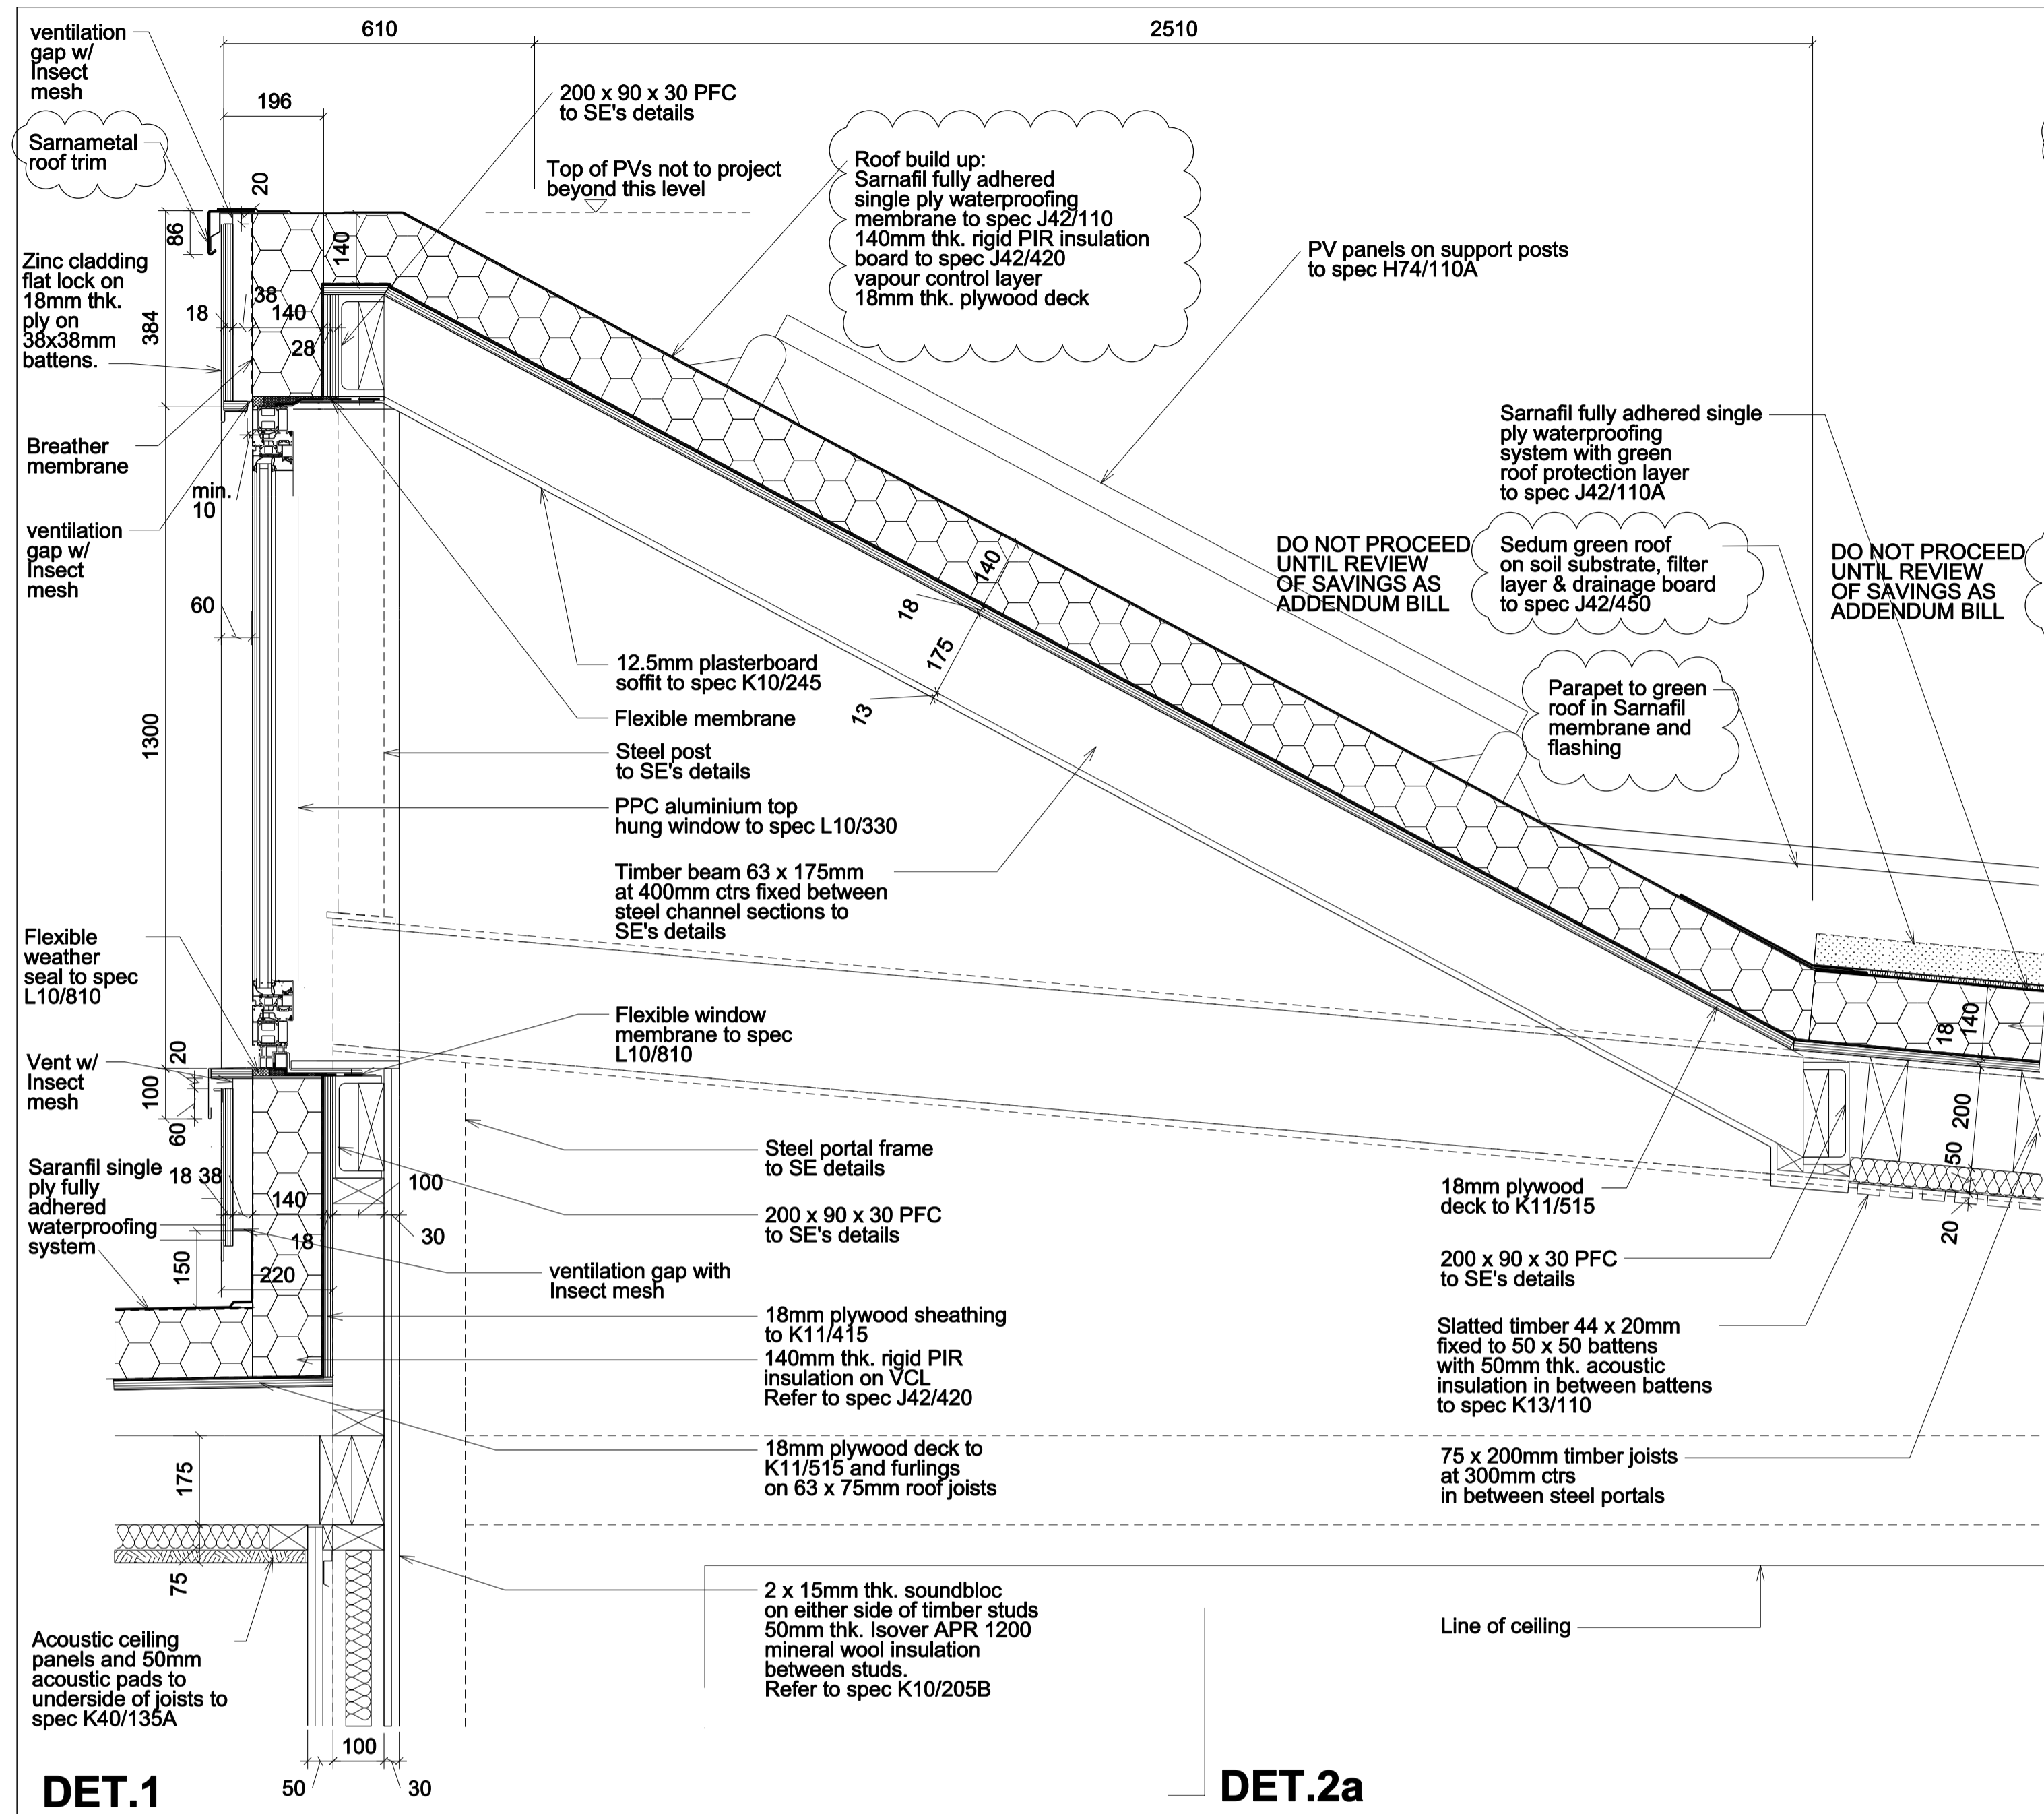 610
2510
ventilation
gap w/
Insect
mesh
196
200 x 90 x 30 PFC
to SE's details
Sarnametal
roof trim
Top of PVs not to project
beyond this level
Roof build up:
Sarnafil fully adhered
single ply waterproofing
membrane to spec J42/110
140mm thk. rigid PIR insulation
board to spec J42/420
vapour control layer
18mm thk. plywood deck
20
86
140
384
Zinc cladding
flat lock on
18mm thk.
ply on
38x38mm
battens.
18
38
140
28
PV panels on support posts
to spec H74/110A
Breather
membrane
min.
10
ventilation
gap w/
Insect
mesh
60
1300
Sarnafil fully adhered single
ply waterproofing
system with green
roof protection layer
to spec J42/110A
DO NOT PROCEED
UNTIL REVIEW
OF SAVINGS AS
ADDENDUM BILL
Sedum green roof
on soil substrate, filter
layer & drainage board
to spec J42/450
DO NOT PROCEED
UNTIL REVIEW
OF SAVINGS AS
ADDENDUM BILL
140
18
175
13
12.5mm plasterboard
soffit to spec K10/245
Flexible membrane
Steel post
to SE's details
PPC aluminium top
hung window to spec L10/330
Timber beam 63 x 175mm
at 400mm ctrs fixed between
steel channel sections to
SE's details
Parapet to green
roof in Sarnafil
membrane and
flashing
Flexible
weather
seal to spec
L10/810
Flexible window
membrane to spec
L10/810
Vent w/
Insect
mesh
20
100
60
18
140
200
50
20
Saranfil single
ply fully
adhered
waterproofing
system
18 38
140
18
100
30
150
220
Steel portal frame
to SE details
200 x 90 x 30 PFC
to SE's details
ventilation gap with
Insect mesh
18mm plywood sheathing
to K11/415
140mm thk. rigid PIR
insulation on VCL
Refer to spec J42/420
18mm plywood deck to
K11/515 and furlings
on 63 x 75mm roof joists
18mm plywood
deck to K11/515
200 x 90 x 30 PFC
to SE's details
Slatted timber 44 x 20mm
fixed to 50 x 50 battens
with 50mm thk. acoustic
insulation in between battens
to spec K13/110
75 x 200mm timber joists
at 300mm ctrs
in between steel portals
175
75
Acoustic ceiling
panels and 50mm
acoustic pads to
underside of joists to
spec K40/135A
2 x 15mm thk. soundbloc
on either side of timber studs
50mm thk. Isover APR 1200
mineral wool insulation
between studs.
Refer to spec K10/205B
Line of ceiling
100
50
30
DET.1
DET.2a